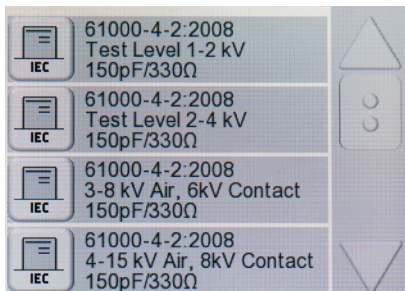 IEC
61000-4-2:2008
Test Level 1-2 kV
150pF/330Ω
IEC
61000-4-2:2008
Test Level 2-4 kV
150pF/330Ω
IEC
61000-4-2:2008
3-8 kV Air, 6kV Contact
150pF/330Ω
IEC
61000-4-2:2008
4-15 kV Air, 8kV Contact
150pF/330Ω